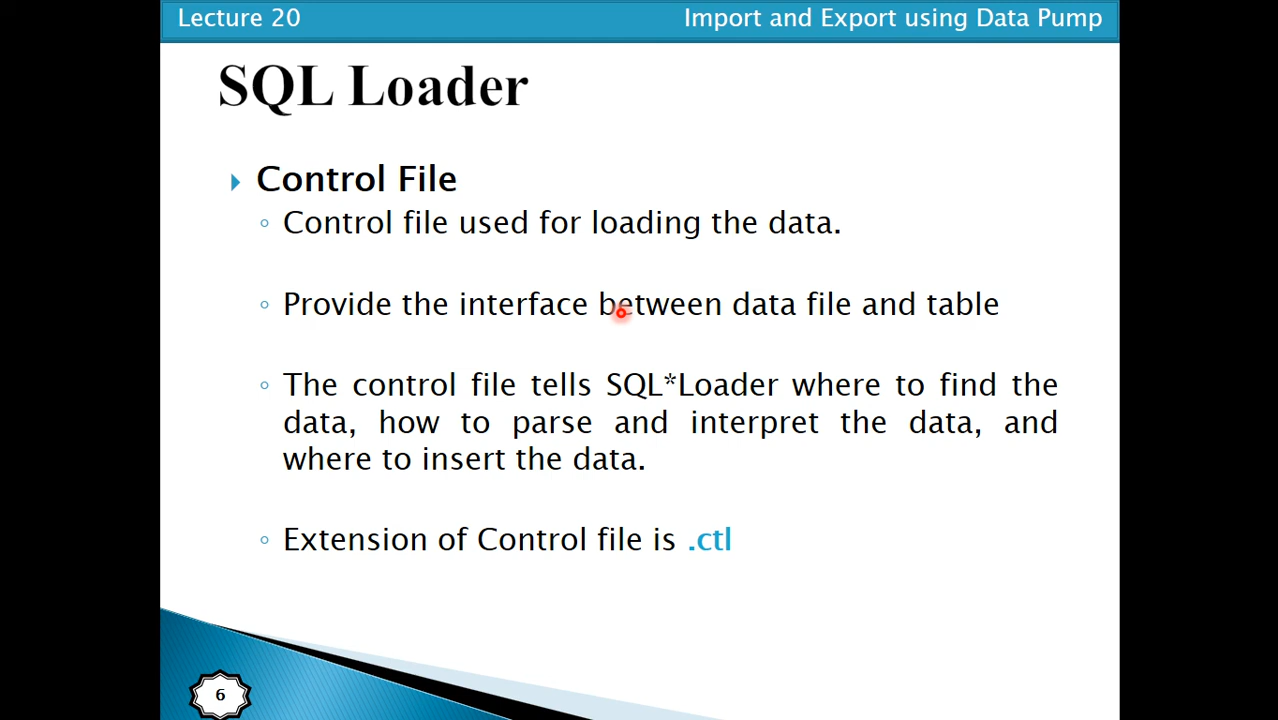 Lecture 20
Import and Export using Data Pump
SQL Loader
Control File
Control file used for loading the data.
Provide the interface between data file and table
The control file tells SQL*Loader where to find the
data, how to parse and interpret the data, and
where to insert the data.
Extension of Control file is .ctl
6